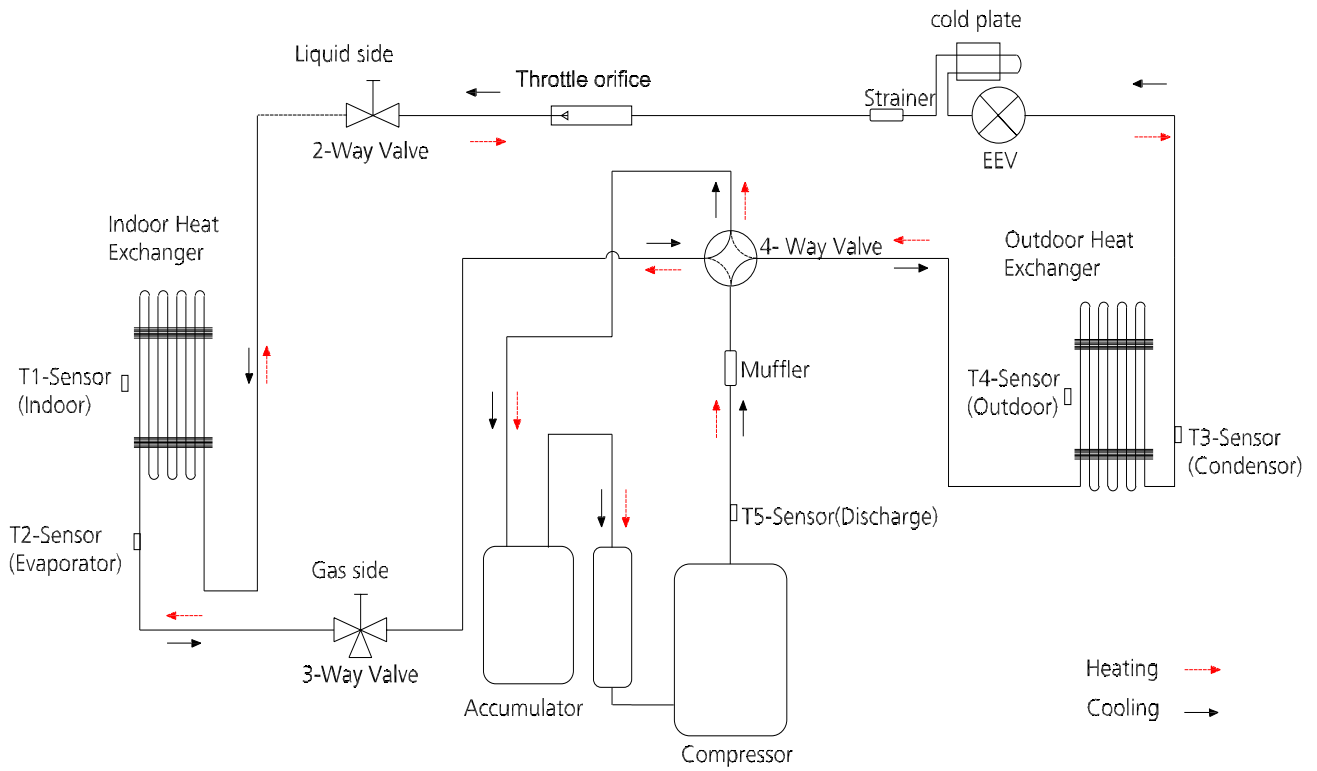 cold plate
Liquid side
Throttle orifice
Strainer
2-Way Valve
EEV
Indoor Heat
Exchanger
4- Way Valve
Outdoor Heat
Exchanger
T1-Sensor
(Indoor)
Muffler
T4-Sensor
(Outdoor)
T3-Sensor
(Condensor)
T2-Sensor
(Evaporator)
T5-Sensor(Discharge)
Gas side
3-Way Valve
Accumulator
Compressor
Heating
Cooling